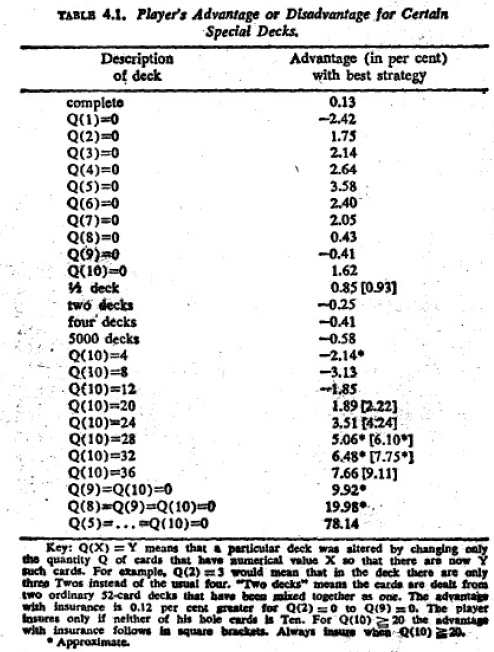 TABLE 4.1. Player's Advantage or Disadvantage for Certain
Special Decks.
Description Advantage (in per cent)
of deck with best strategy
complete 0.13
Q(1)=0 −2.42
Q(2)=0 1.75
Q(3)=0 2.14
Q(4)=0 2.64
Q(5)=0 3.58
Q(6)=0 2.40
Q(7)=0 2.05
Q(8)=0 0.43
Q(9)=0 −0.41
Q(10)=0 1.62
½ deck 0.85 [0.93]
two decks −0.25
four decks −0.41
5000 decks −0.58
Q(10)=4 −2.14*
Q(10)=8 −3.13
Q(10)=12 −1.85
Q(10)=20 1.89 [2.22]
Q(10)=24 3.51 [4.24]
Q(10)=28 5.06* [6.10*]
Q(10)=32 6.48* [7.75*]
Q(10)=36 7.66 [9.11]
Q(9)=Q(10)=0 9.92*
Q(8)=Q(9)=Q(10)=0 19.98*
Q(5)=...=Q(10)=0 78.14
Key: Q(X) = Y means that a particular deck was altered by changing only
the quantity Q of cards that have numerical value X so that there are now Y
such cards. For example, Q(2) = 3 would mean that in the deck there are only
three Twos instead of the usual four. "Two decks" means the cards are dealt from
two ordinary 52-card decks that have been mixed together as one. The advantage
with insurance is 0.12 per cent greater for Q(2) = 0 to Q(9) = 0. The player
insures only if neither of his hole cards is Ten. For Q(10) ≧ 20 the advantage
with insurance follows in square brackets. Always insure when Q(10) ≧ 20.
* Approximate.